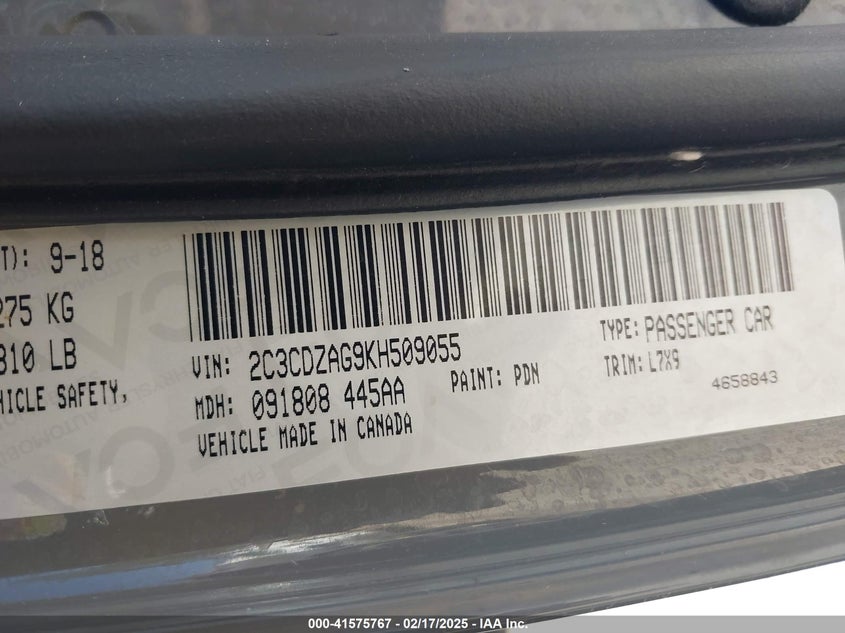 T): 9-18
275 KG
810 LB
HICLE SAFETY,
VIN: 2C3CDZAG9KH509055
TYPE: PASSENGER CAR
MDH: 091808 445AA
PAINT: PDN
TRIM: L7X9
4658843
VEHICLE MADE IN CANADA
000-41575767 - 02/17/2025 - IAA Inc.